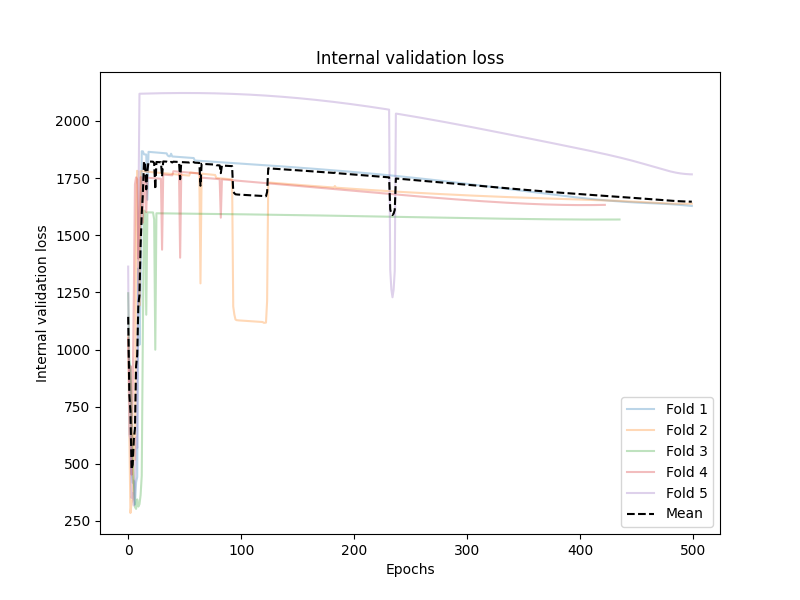 Internal validation loss
Internal validation loss
2000
1750
1500
1250
1000
750
500
250
0
100
200
300
400
500
Epochs
Fold 1
Fold 2
Fold 3
Fold 4
Fold 5
Mean